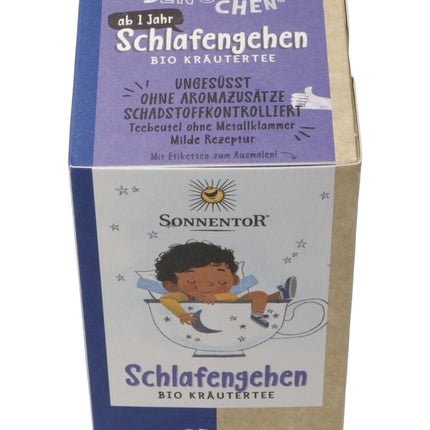 CHEN
ab 1 Jahr
Schlafengehen
BIO KRÄUTERTEE
UNGESÜSST
OHNE AROMAZUSÄTZE
SCHADSTOFFKONTROLLIERT
Teebeutel ohne Metallklammer
Milde Rezeptur
Mit Etiketten zum Ausmalen!
SONNENTOR
Schlafengehen
BIO KRÄUTERTEE